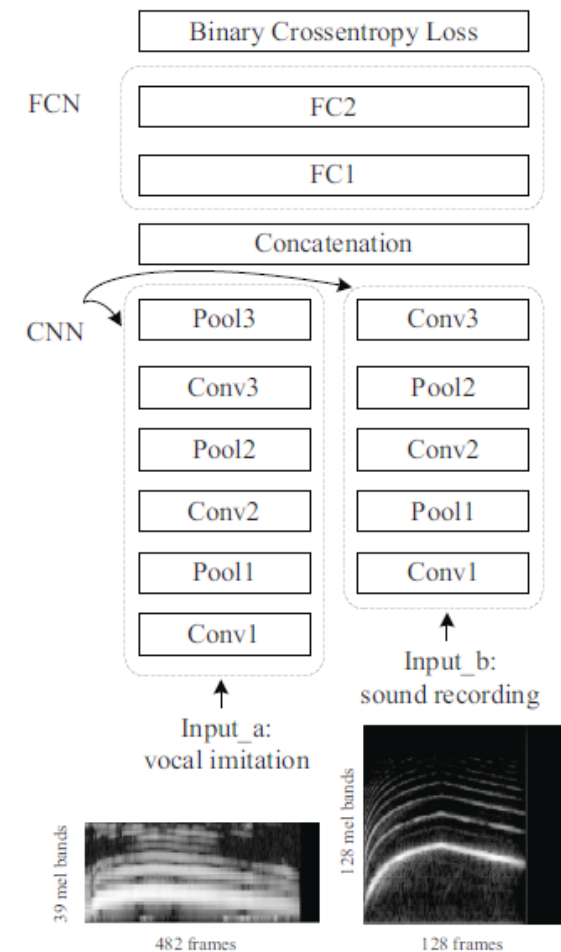 Binary Crossentropy Loss
FCN
FC2
FC1
Concatenation
CNN
Pool3
Conv3
Pool2
Conv2
Pool1
Conv1
Conv3
Pool2
Conv2
Pool1
Conv1
Input_a:
vocal imitation
Input_b:
sound recording
39 mel bands
482 frames
128 mel bands
128 frames